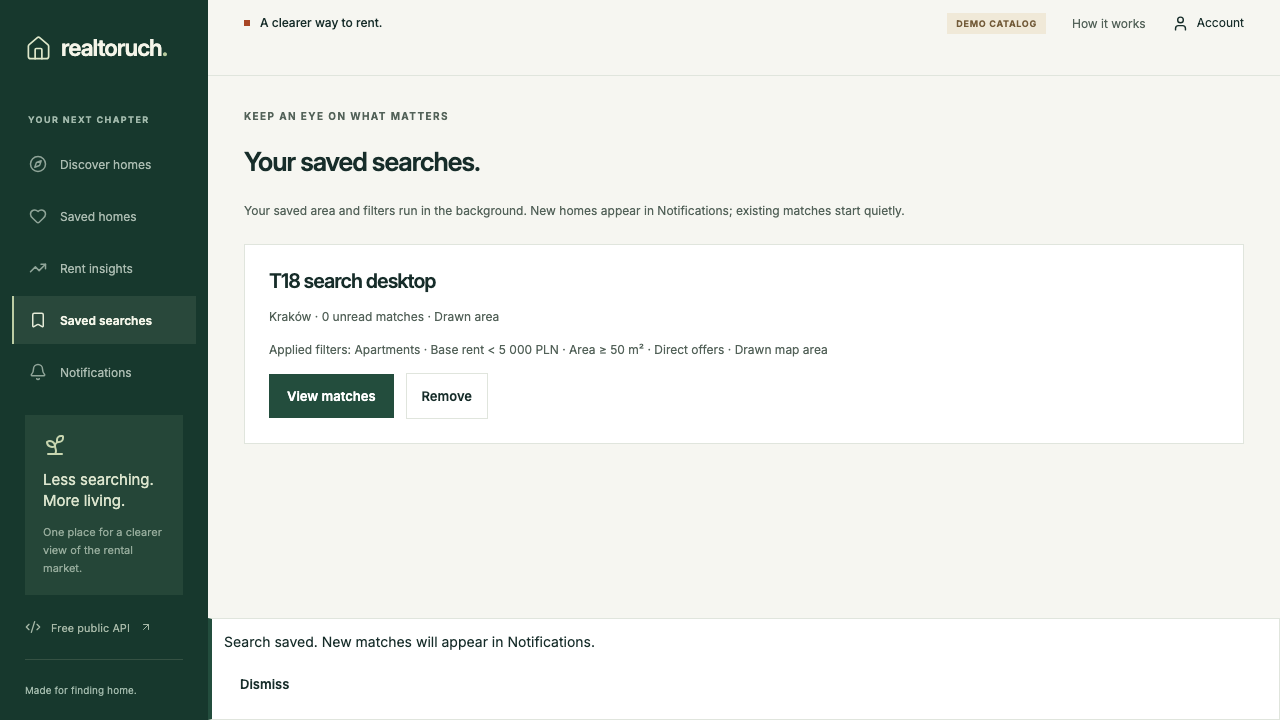 realtoruch.
YOUR NEXT CHAPTER
Discover homes
Saved homes
Rent insights
Saved searches
Notifications
Less searching.
More living.
One place for a clearer
view of the rental
market.
Free public API
Made for finding home.
A clearer way to rent.
DEMO CATALOG
How it works
Account
KEEP AN EYE ON WHAT MATTERS
Your saved searches.
Your saved area and filters run in the background. New homes appear in Notifications; existing matches start quietly.
T18 search desktop
Kraków · 0 unread matches · Drawn area
Applied filters: Apartments · Base rent < 5 000 PLN · Area ≥ 50 m² · Direct offers · Drawn map area
View matches
Remove
Search saved. New matches will appear in Notifications.
Dismiss